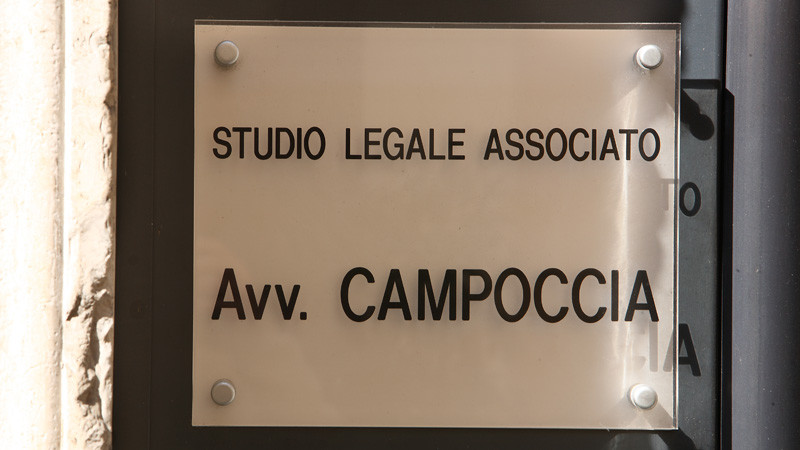 STUDIO LEGALE ASSOCIATO
Avv. CAMPOCCIA